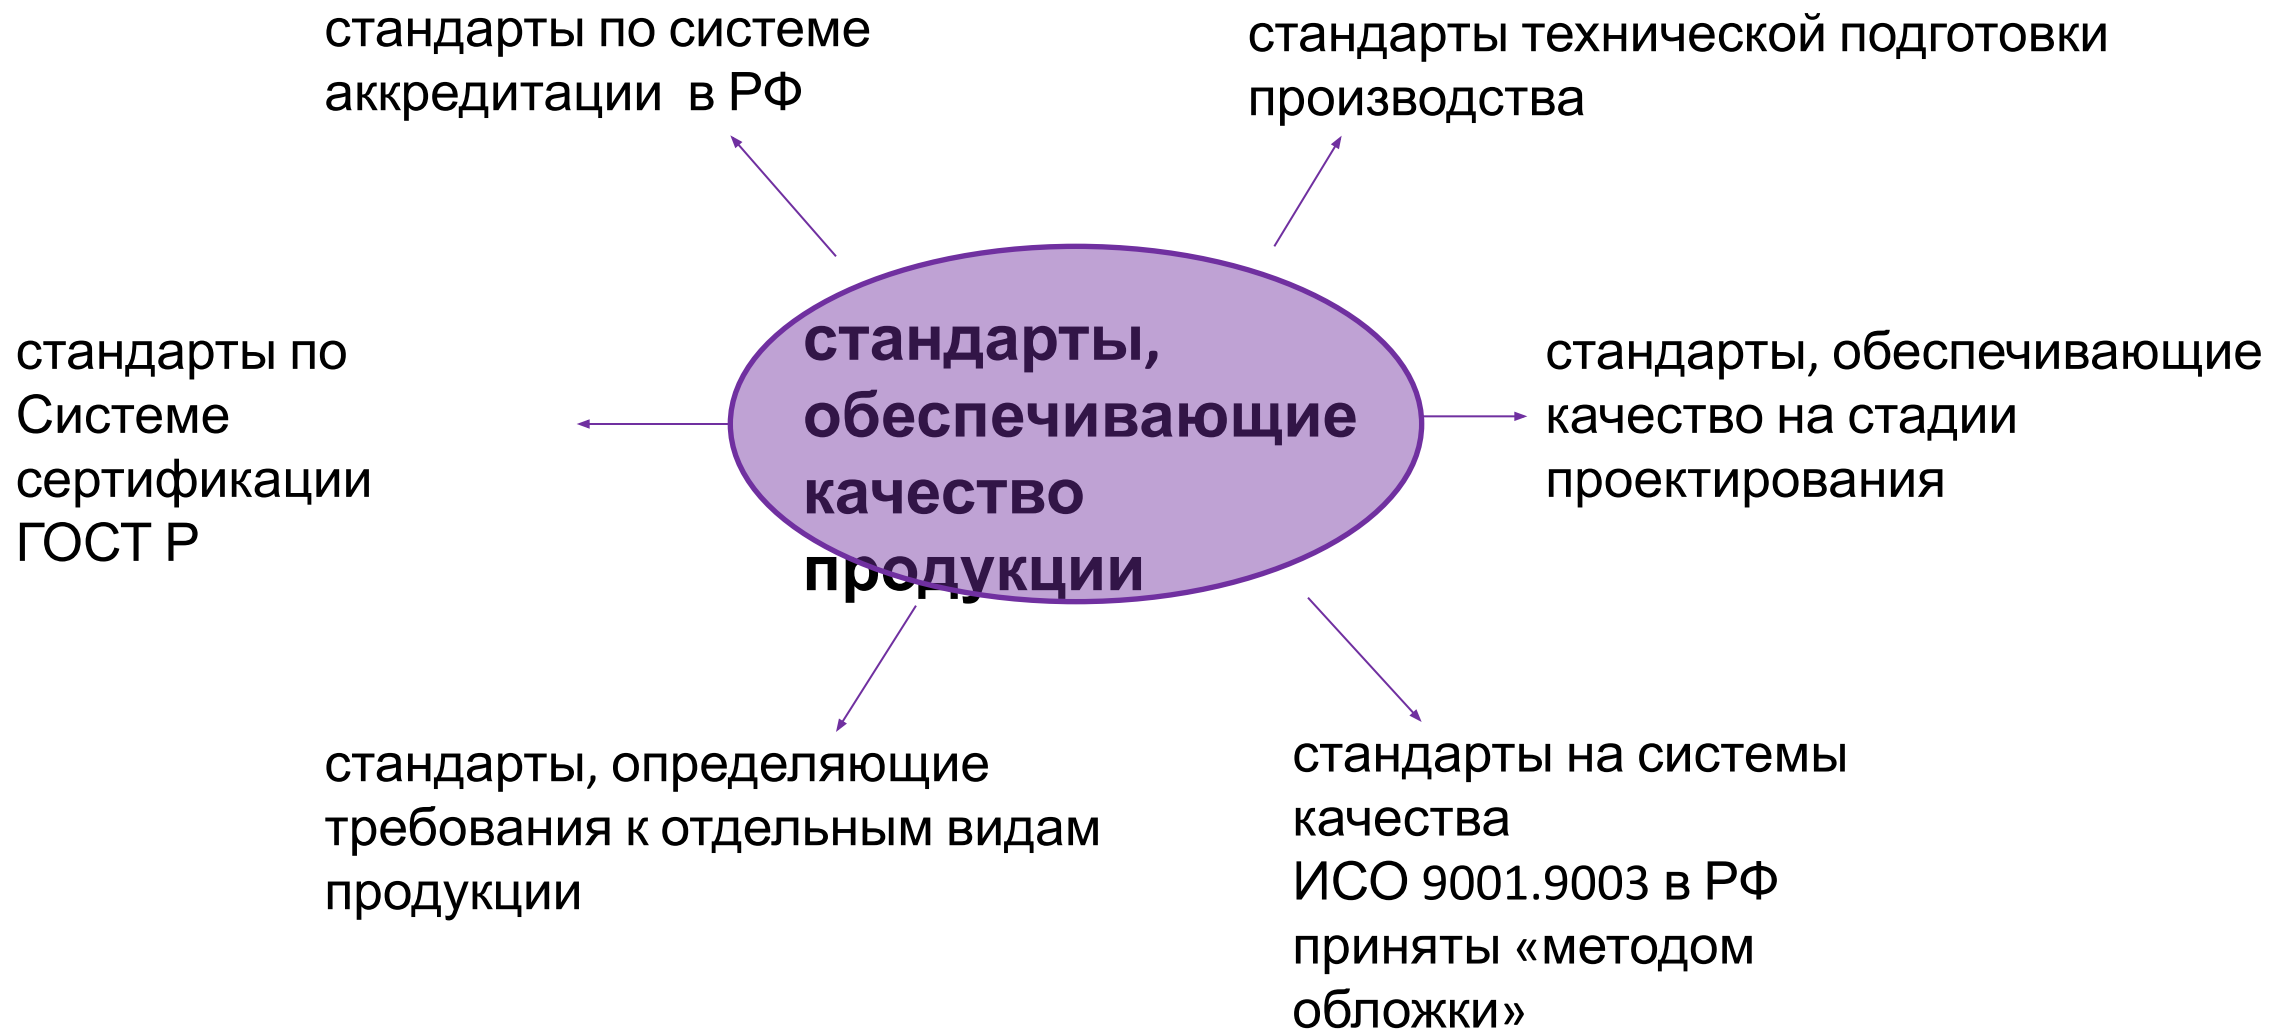 стандарты по системе
аккредитации в РФ
стандарты технической подготовки
производства
стандарты по
Системе
сертификации
ГОСТ Р
стандарты,
обеспечивающие
качество
продукции
стандарты, обеспечивающие
качество на стадии
проектирования
стандарты, определяющие
требования к отдельным видам
продукции
стандарты на системы
качества
ИСО 9001.9003 в РФ
приняты «методом
обложки»